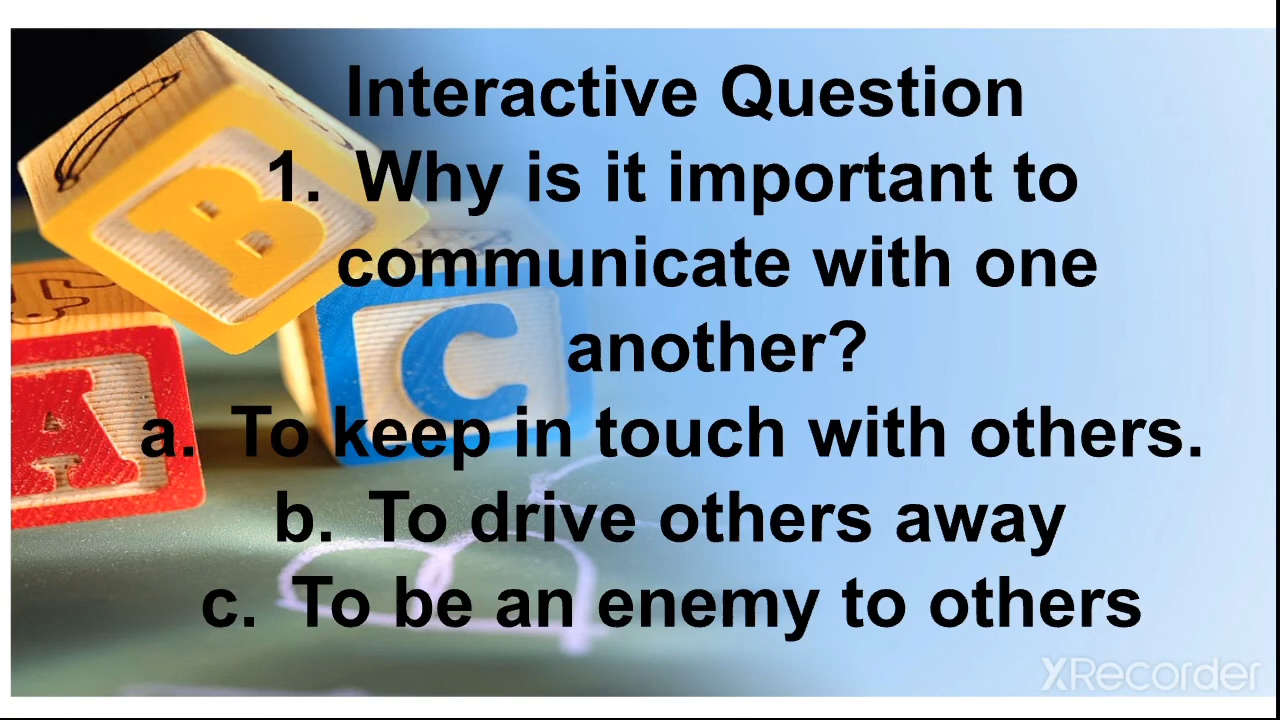 Interactive Question
1. Why is it important to
communicate with one
another?
a. To keep in touch with others.
b. To drive others away
c. To be an enemy to others
B
C
A
B
XRecorder